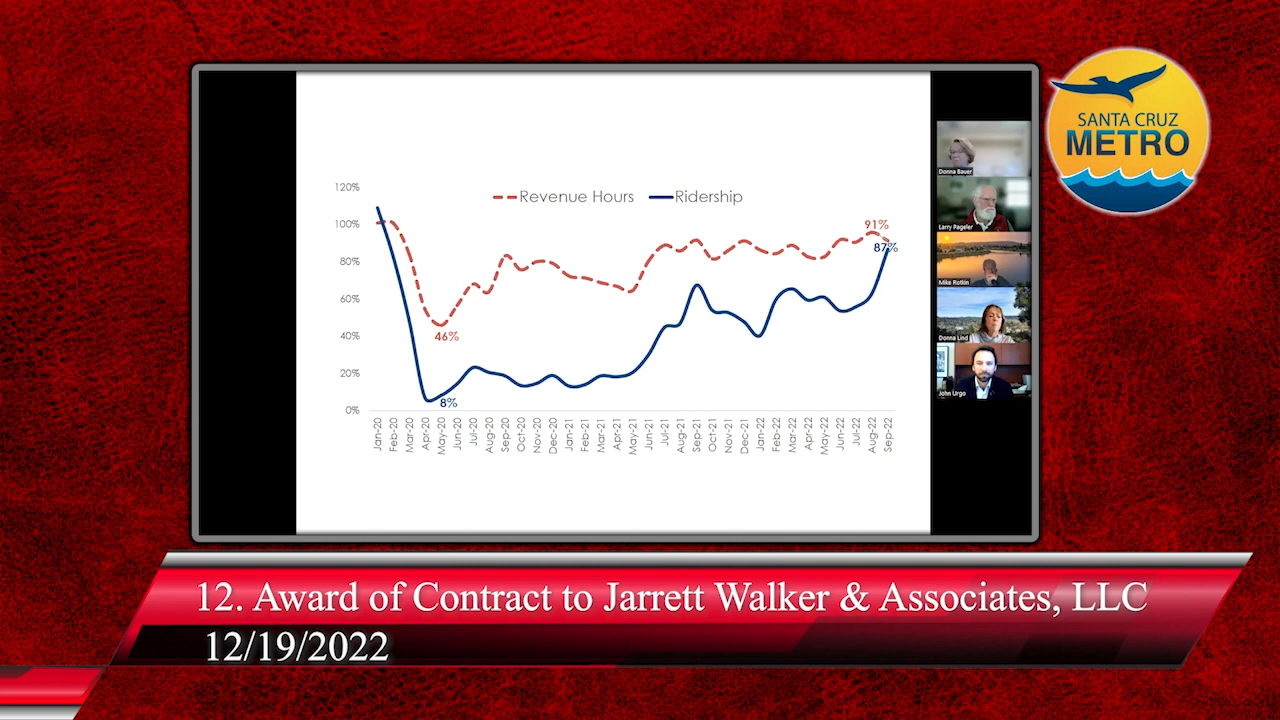 SANTA CRUZ
METRO
120%
100%
80%
60%
40%
20%
0%
Revenue Hours
Ridership
91%
87%
46%
8%
Jan-20
Feb-20
Mar-20
Apr-20
May-20
Jun-20
Jul-20
Aug-20
Sep-20
Oct-20
Nov-20
Dec-20
Jan-21
Feb-21
Mar-21
Apr-21
May-21
Jun-21
Jul-21
Aug-21
Sep-21
Oct-21
Nov-21
Dec-21
Jan-22
Feb-22
Mar-22
Apr-22
May-22
Jun-22
Jul-22
Aug-22
Sep-22
Donna Bauer
Larry Pageler
Mike Rotkin
Donna Lind
John Urgo
12. Award of Contract to Jarrett Walker & Associates, LLC
12/19/2022